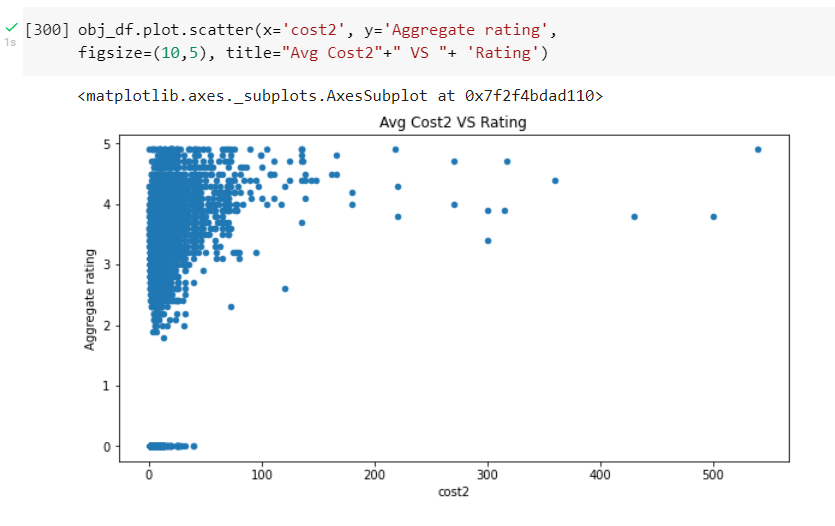 [300] obj_df.plot.scatter(x='cost2', y='Aggregate rating',
figsize=(10,5), title="Avg Cost2"+" VS "+ 'Rating')
1s
<matplotlib.axes._subplots.AxesSubplot at 0x7f2f4bdad110>
Avg Cost2 VS Rating
5
4
3
2
1
0
Aggregate rating
0 100 200 300 400 500
cost2